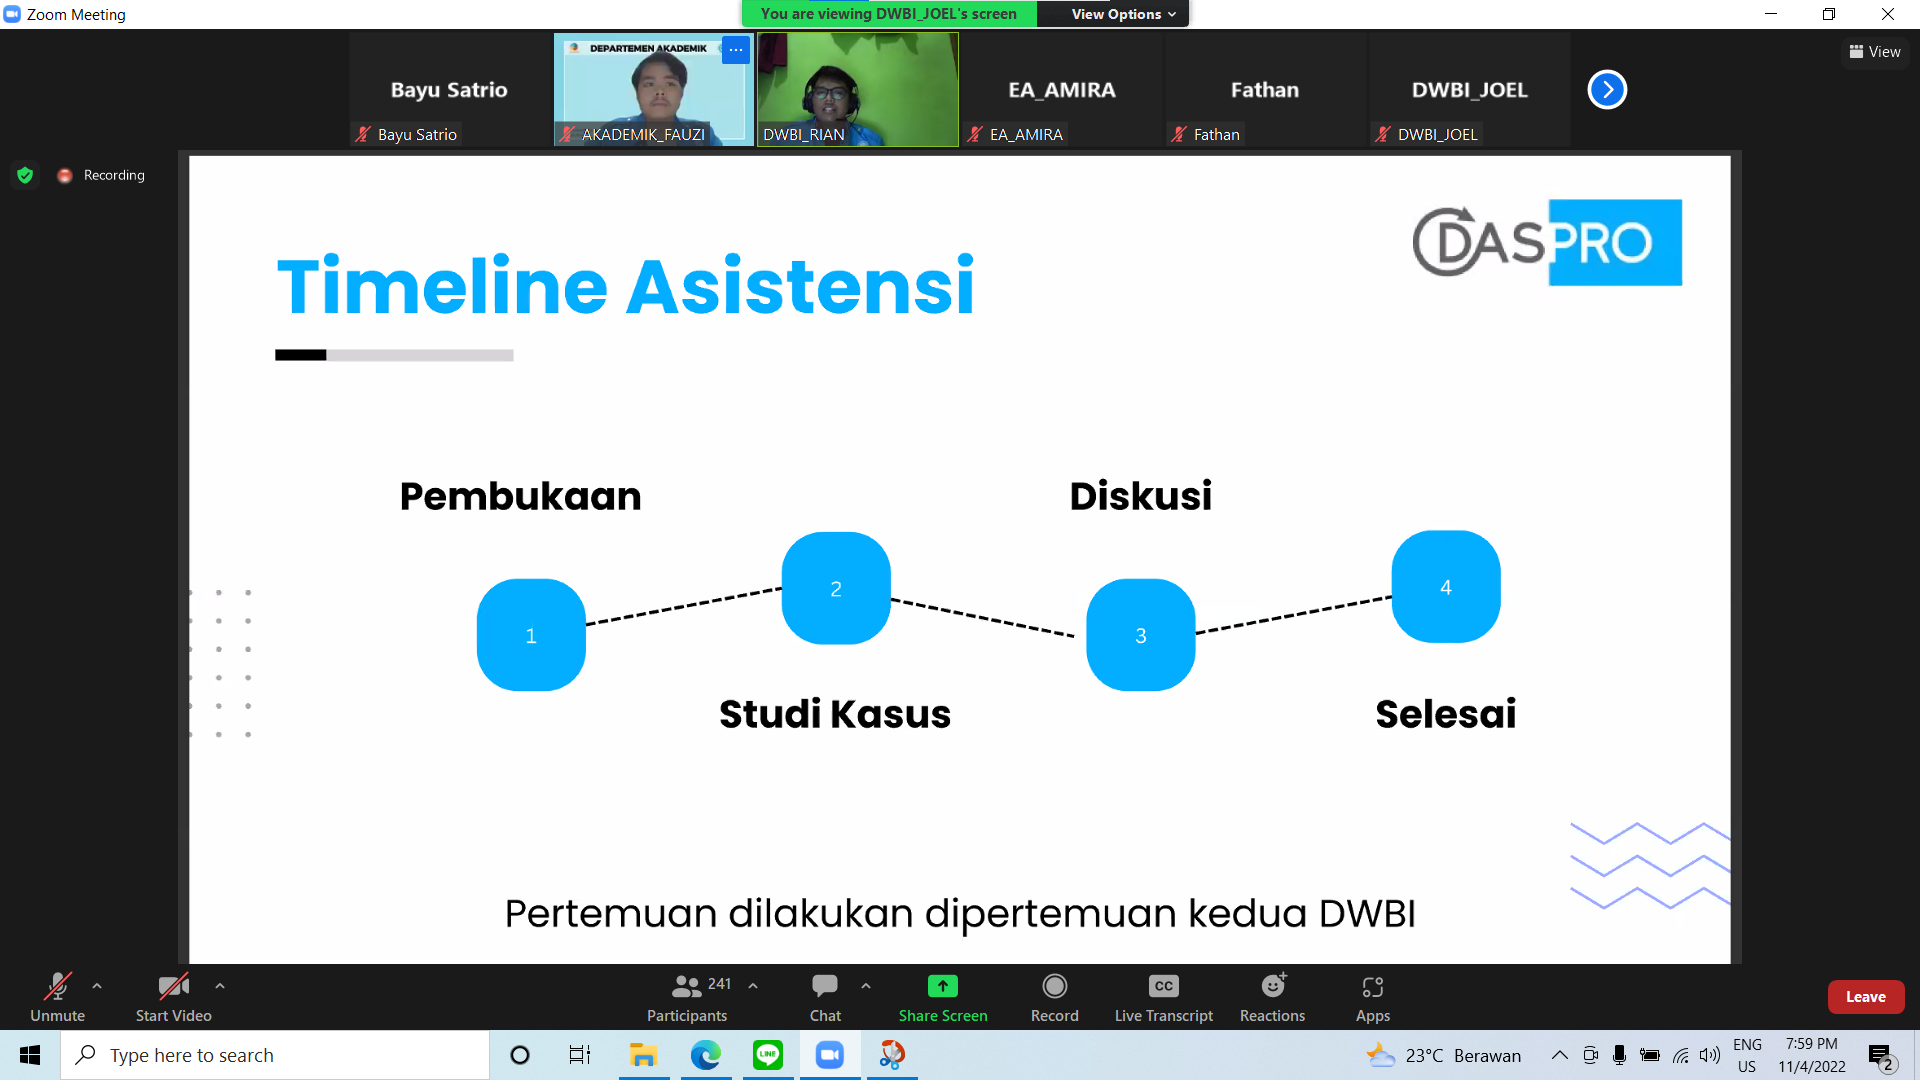 Zoom Meeting
You are viewing DWBI_JOEL's screen
View Options
View
DEPARTEMEN AKADEMIK
Bayu Satrio
EA_AMIRA
Fathan
DWBI_JOEL
Bayu Satrio
AKADEMIK_FAUZI
DWBI_RIAN
EA_AMIRA
Fathan
DWBI_JOEL
Recording
DASPRO
Timeline Asistensi
Pembukaan
Diskusi
1
2
3
4
Studi Kasus
Selesai
Pertemuan dilakukan dipertemuan kedua DWBI
Unmute
Start Video
241
Participants
Chat
Share Screen
Record
CC
Live Transcript
Reactions
Apps
Leave
Type here to search
LINE
23°C Berawan
ENG
US
7:59 PM
11/4/2022
2